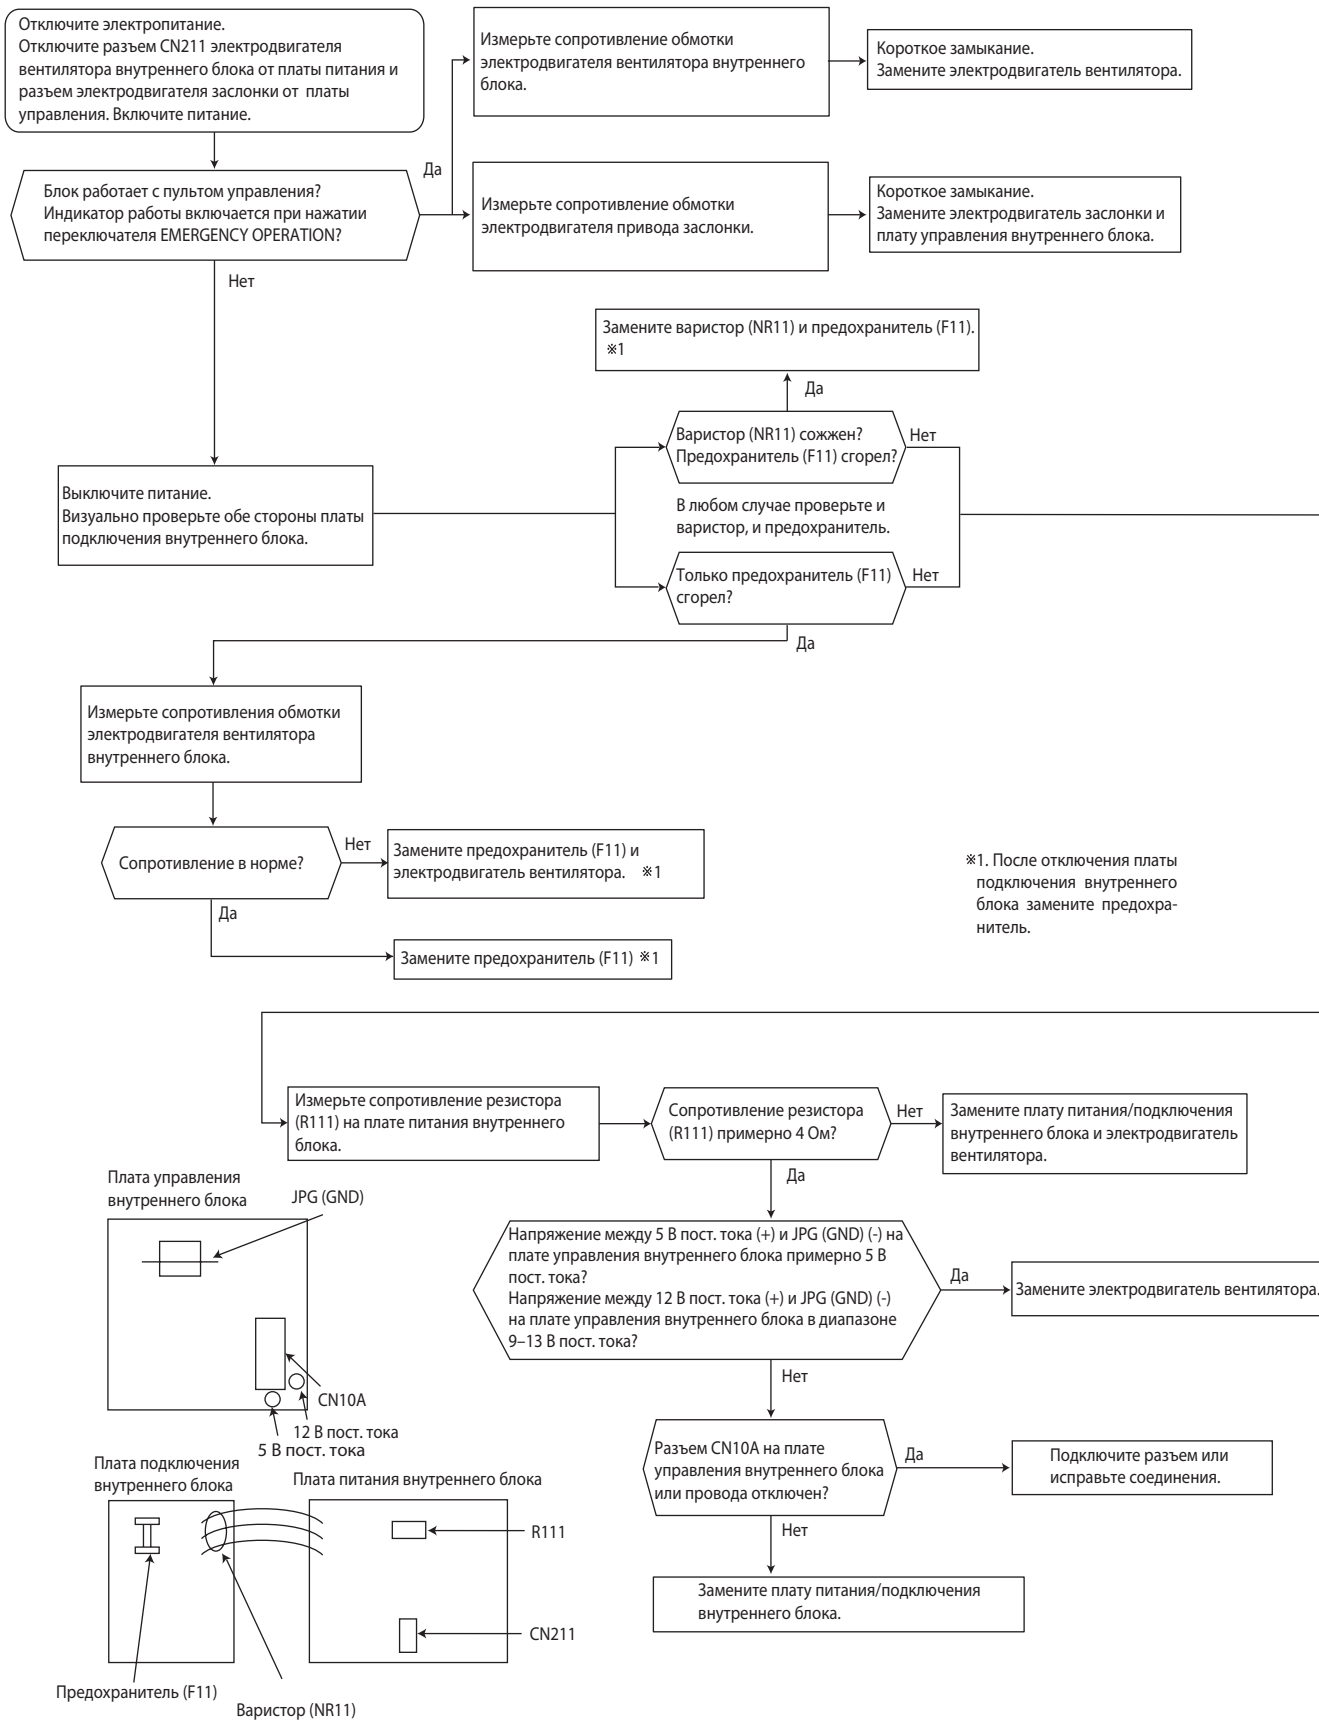 Отключите электропитание.
Отключите разъем CN211 электродвигателя
вентилятора внутреннего блока от платы питания и
разъем электродвигателя заслонки от платы
управления. Включите питание.
Измерьте сопротивление обмотки
электродвигателя вентилятора внутреннего
блока.
Короткое замыкание.
Замените электродвигатель вентилятора.
Да
Блок работает с пультом управления?
Индикатор работы включается при нажатии
переключателя EMERGENCY OPERATION?
Измерьте сопротивление обмотки
электродвигателя привода заслонки.
Короткое замыкание.
Замените электродвигатель заслонки и
плату управления внутреннего блока.
Нет
Замените варистор (NR11) и предохранитель (F11).
※1
Да
Варистор (NR11) сожжен?
Предохранитель (F11) сгорел?
Нет
Выключите питание.
Визуально проверьте обе стороны платы
подключения внутреннего блока.
В любом случае проверьте и
варистор, и предохранитель.
Только предохранитель (F11)
сгорел?
Нет
Да
Измерьте сопротивления обмотки
электродвигателя вентилятора
внутреннего блока.
Сопротивление в норме?
Нет
Замените предохранитель (F11) и
электродвигатель вентилятора. ※1
Да
Замените предохранитель (F11) ※1
※1. После отключения платы
подключения внутреннего
блока замените предохра-
нитель.
Измерьте сопротивление резистора
(R111) на плате питания внутреннего
блока.
Сопротивление резистора
(R111) примерно 4 Ом?
Нет
Замените плату питания/подключения
внутреннего блока и электродвигатель
вентилятора.
Да
Напряжение между 5 В пост. тока (+) и JPG (GND) (-) на
плате управления внутреннего блока примерно 5 В
пост. тока?
Напряжение между 12 В пост. тока (+) и JPG (GND) (-)
на плате управления внутреннего блока в диапазоне
9–13 В пост. тока?
Да
Замените электродвигатель вентилятора.
Нет
Разъем CN10A на плате
управления внутреннего блока
или провода отключен?
Да
Подключите разъем или
исправьте соединения.
Нет
Замените плату питания/подключения
внутреннего блока.
Плата управления
внутреннего блока
JPG (GND)
CN10A
12 В пост. тока
5 В пост. тока
Плата подключения
внутреннего блока
Плата питания внутреннего блока
R111
CN211
Предохранитель (F11)
Варистор (NR11)